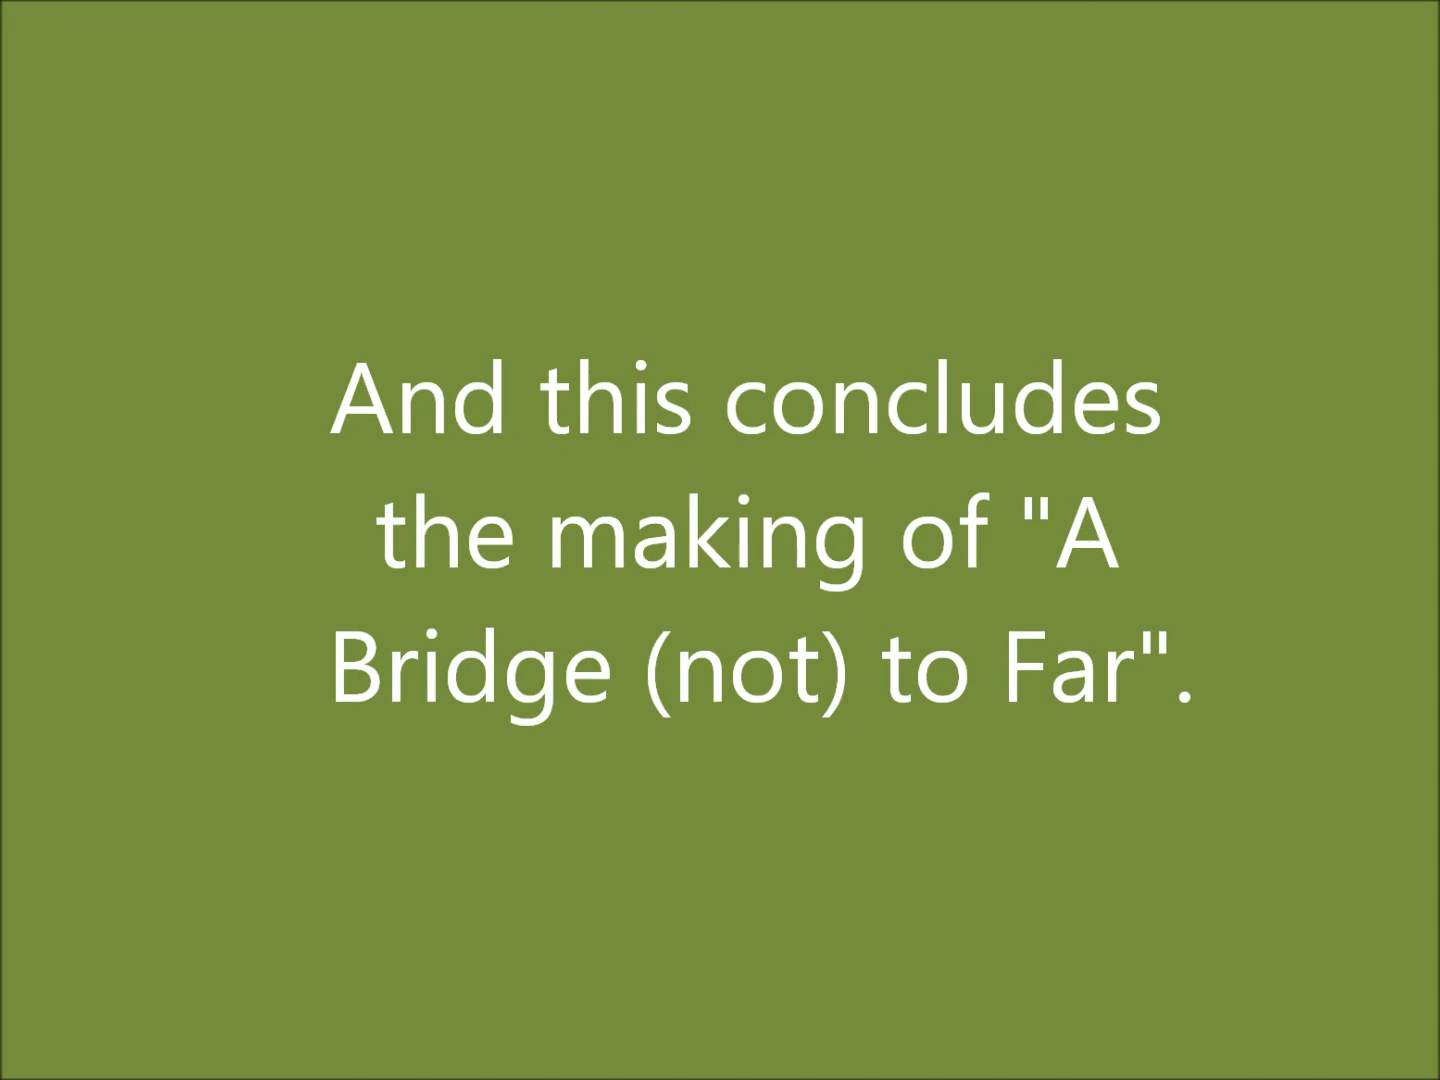 And this concludes
the making of "A
Bridge (not) to Far".